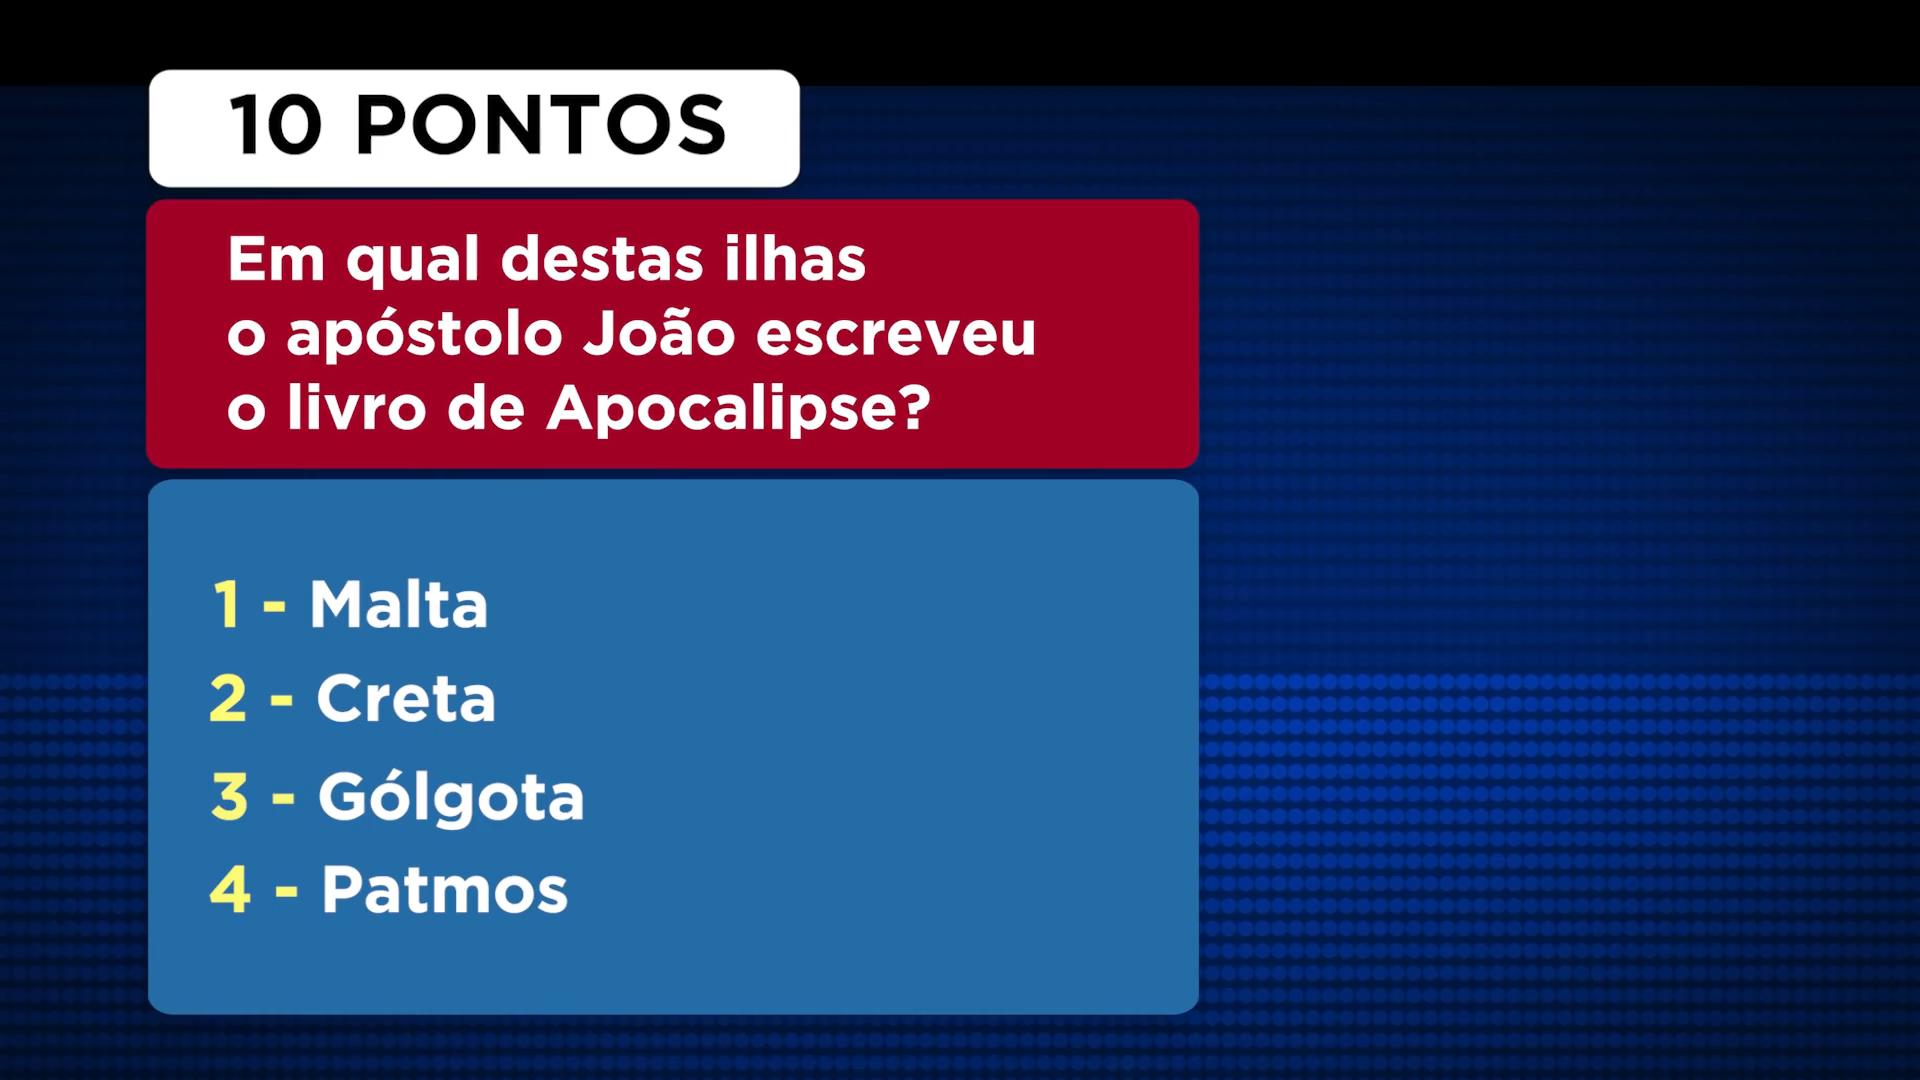 10 PONTOS
Em qual destas ilhas
o apóstolo João escreveu
o livro de Apocalipse?
1 - Malta
2 - Creta
3 - Gólgota
4 - Patmos